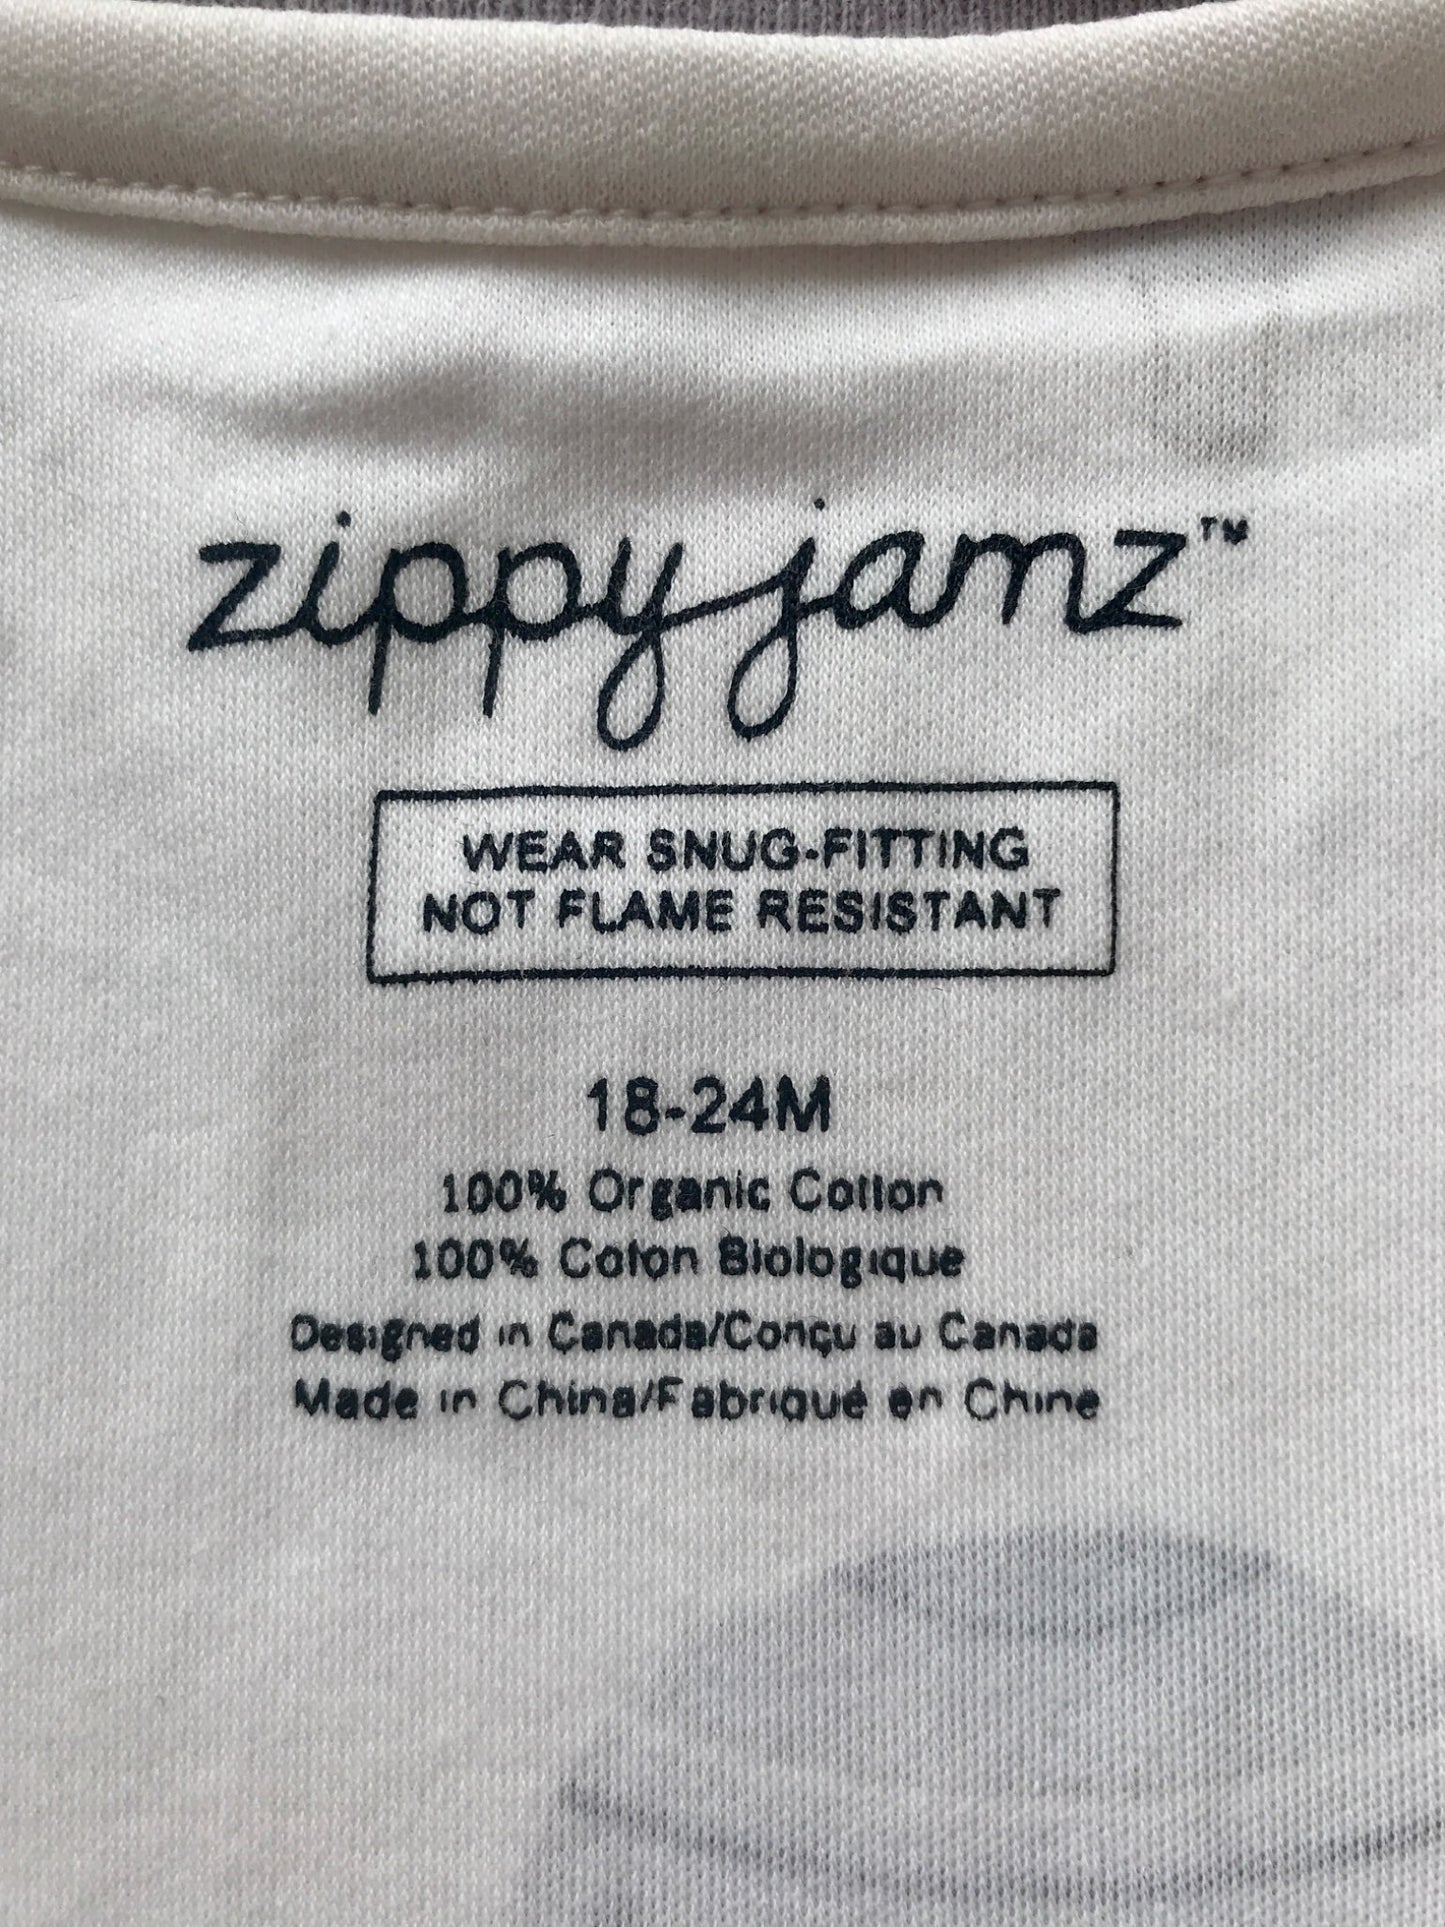 zippyjamz™
WEAR SNUG-FITTING
NOT FLAME RESISTANT
18-24M
100% Organic Cotton
100% Coton Biologique
Designed in Canada/Conçu au Canada
Made in China/Fabriqué en Chine